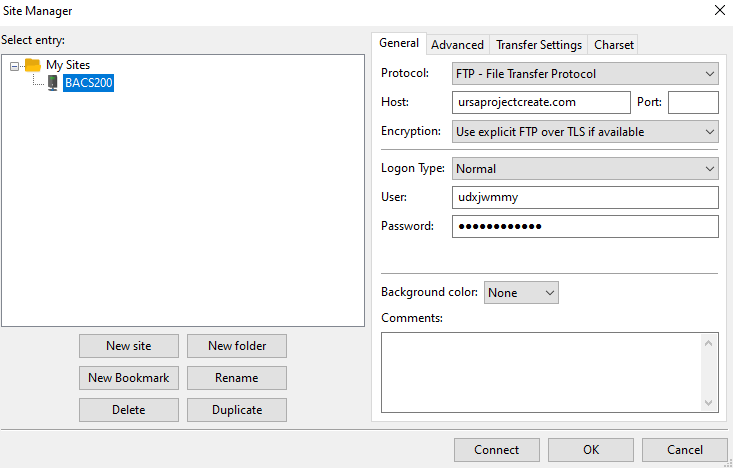 Site Manager
Select entry:
My Sites
BACS200
New site
New folder
New Bookmark
Rename
Delete
Duplicate
General
Advanced
Transfer Settings
Charset
Protocol:
FTP - File Transfer Protocol
Host:
ursaprojectcreate.com
Port:
Encryption:
Use explicit FTP over TLS if available
Logon Type:
Normal
User:
udxjwmmy
Password:
●●●●●●●●●●●●
Background color:
None
Comments:
Connect
OK
Cancel